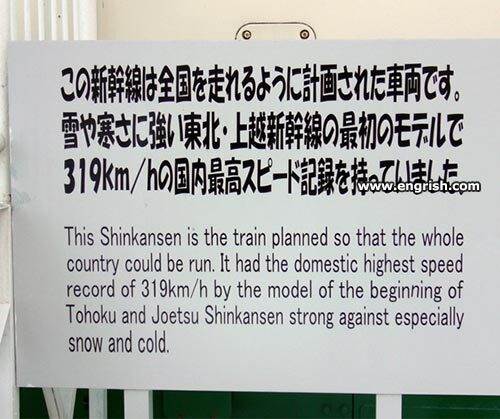 この新幹線は全国を走れるように計画された車両です。
雪や寒さに強い東北・上越新幹線の最初のモデルで
319km/hの国内最高スピード記録を持っていました。
www.engrish.com
This Shinkansen is the train planned so that the whole
country could be run. It had the domestic highest speed
record of 319km/h by the model of the beginning of
Tohoku and Joetsu Shinkansen strong against especially
snow and cold.